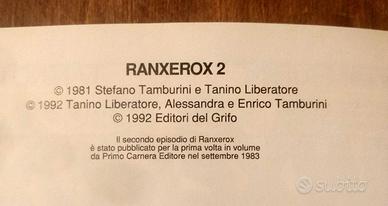 RANXEROX 2
© 1981 Stefano Tamburini e Tanino Liberatore
© 1992 Tanino Liberatore, Alessandra e Enrico Tamburini
© 1992 Editori del Grifo
Il secondo episodio di Ranxerox
è stato pubblicato per la prima volta in volume
da Primo Carnera Editore nel settembre 1983
subito